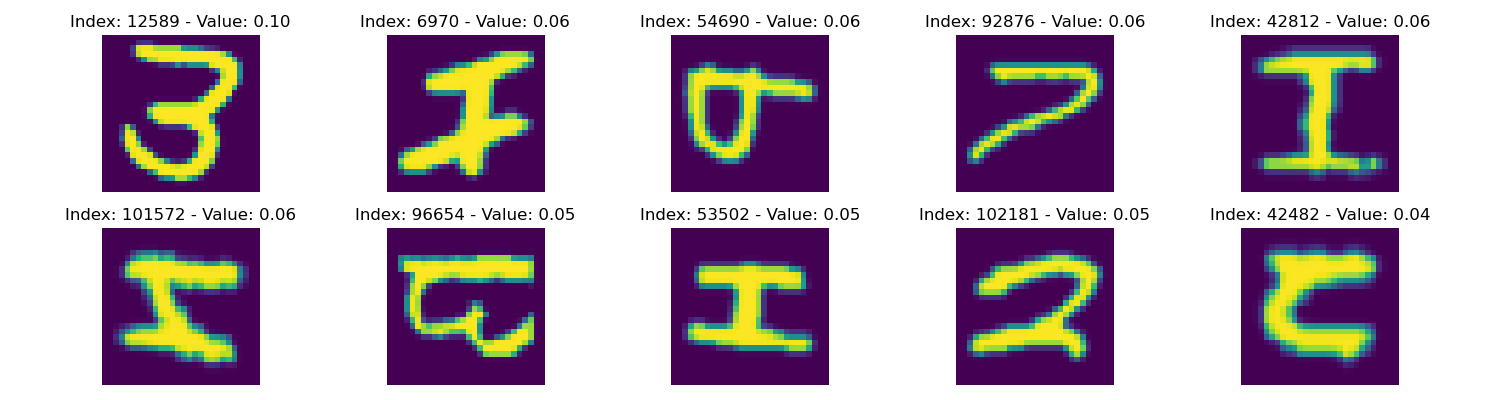 Index: 12589 - Value: 0.10 Index: 6970 - Value: 0.06 Index: 54690 - Value: 0.06 Index: 92876 - Value: 0.06 Index: 42812 - Value: 0.06
3 I 7 I
Index: 101572 - Value: 0.06 Index: 96654 - Value: 0.05 Index: 53502 - Value: 0.05 Index: 102181 - Value: 0.05 Index: 42482 - Value: 0.04
I I